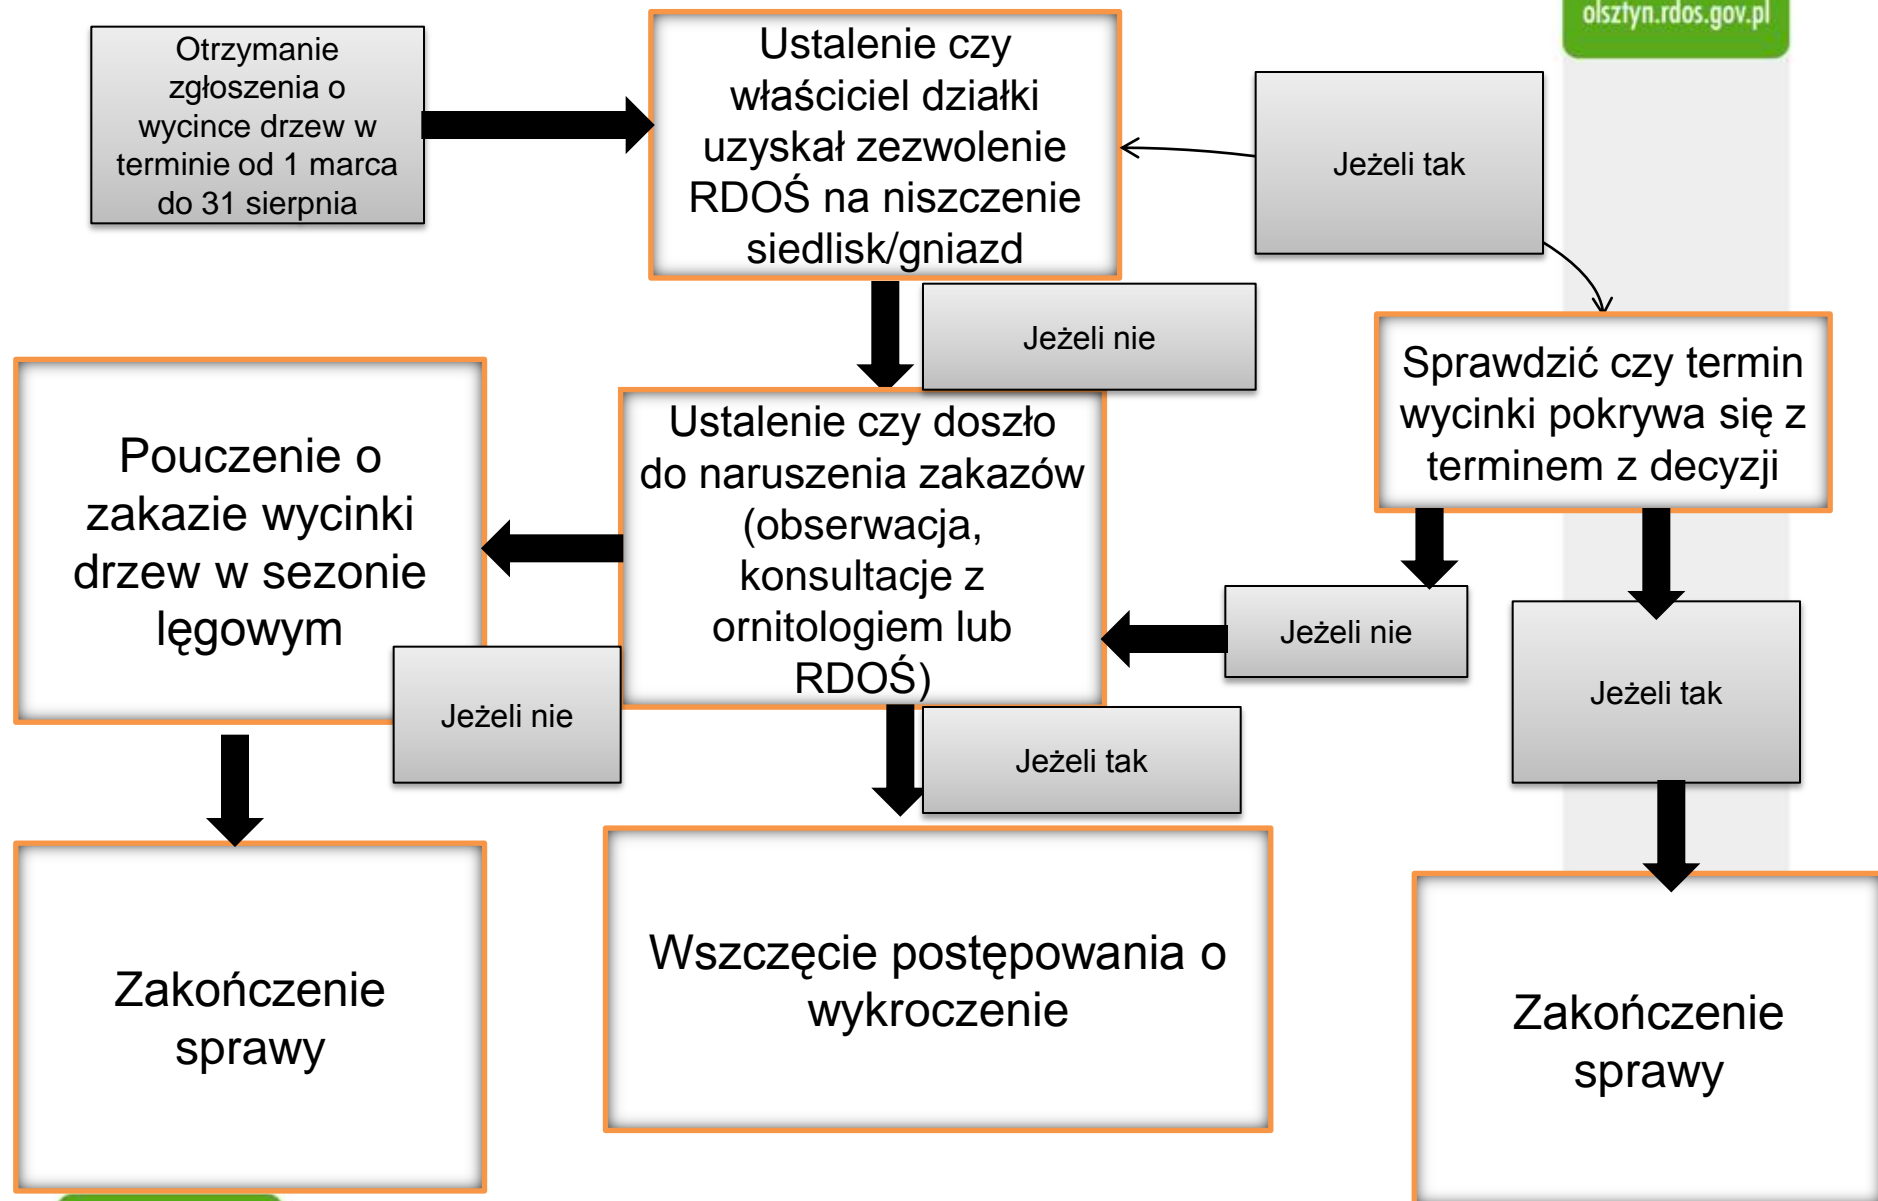 olsztyn.rdos.gov.pl
Otrzymanie
zgłoszenia o
wycince drzew w
terminie od 1 marca
do 31 sierpnia
Ustalenie czy
właściciel działki
uzyskał zezwolenie
RDOŚ na niszczenie
siedlisk/gniazd
Jeżeli tak
Jeżeli nie
Sprawdzić czy termin
wycinki pokrywa się z
terminem z decyzji
Pouczenie o
zakazie wycinki
drzew w sezonie
lęgowym
Ustalenie czy doszło
do naruszenia zakazów
(obserwacja,
konsultacje z
ornitologiem lub
RDOŚ)
Jeżeli nie
Jeżeli tak
Jeżeli nie
Jeżeli tak
Zakończenie
sprawy
Wszczęcie postępowania o
wykroczenie
Zakończenie
sprawy